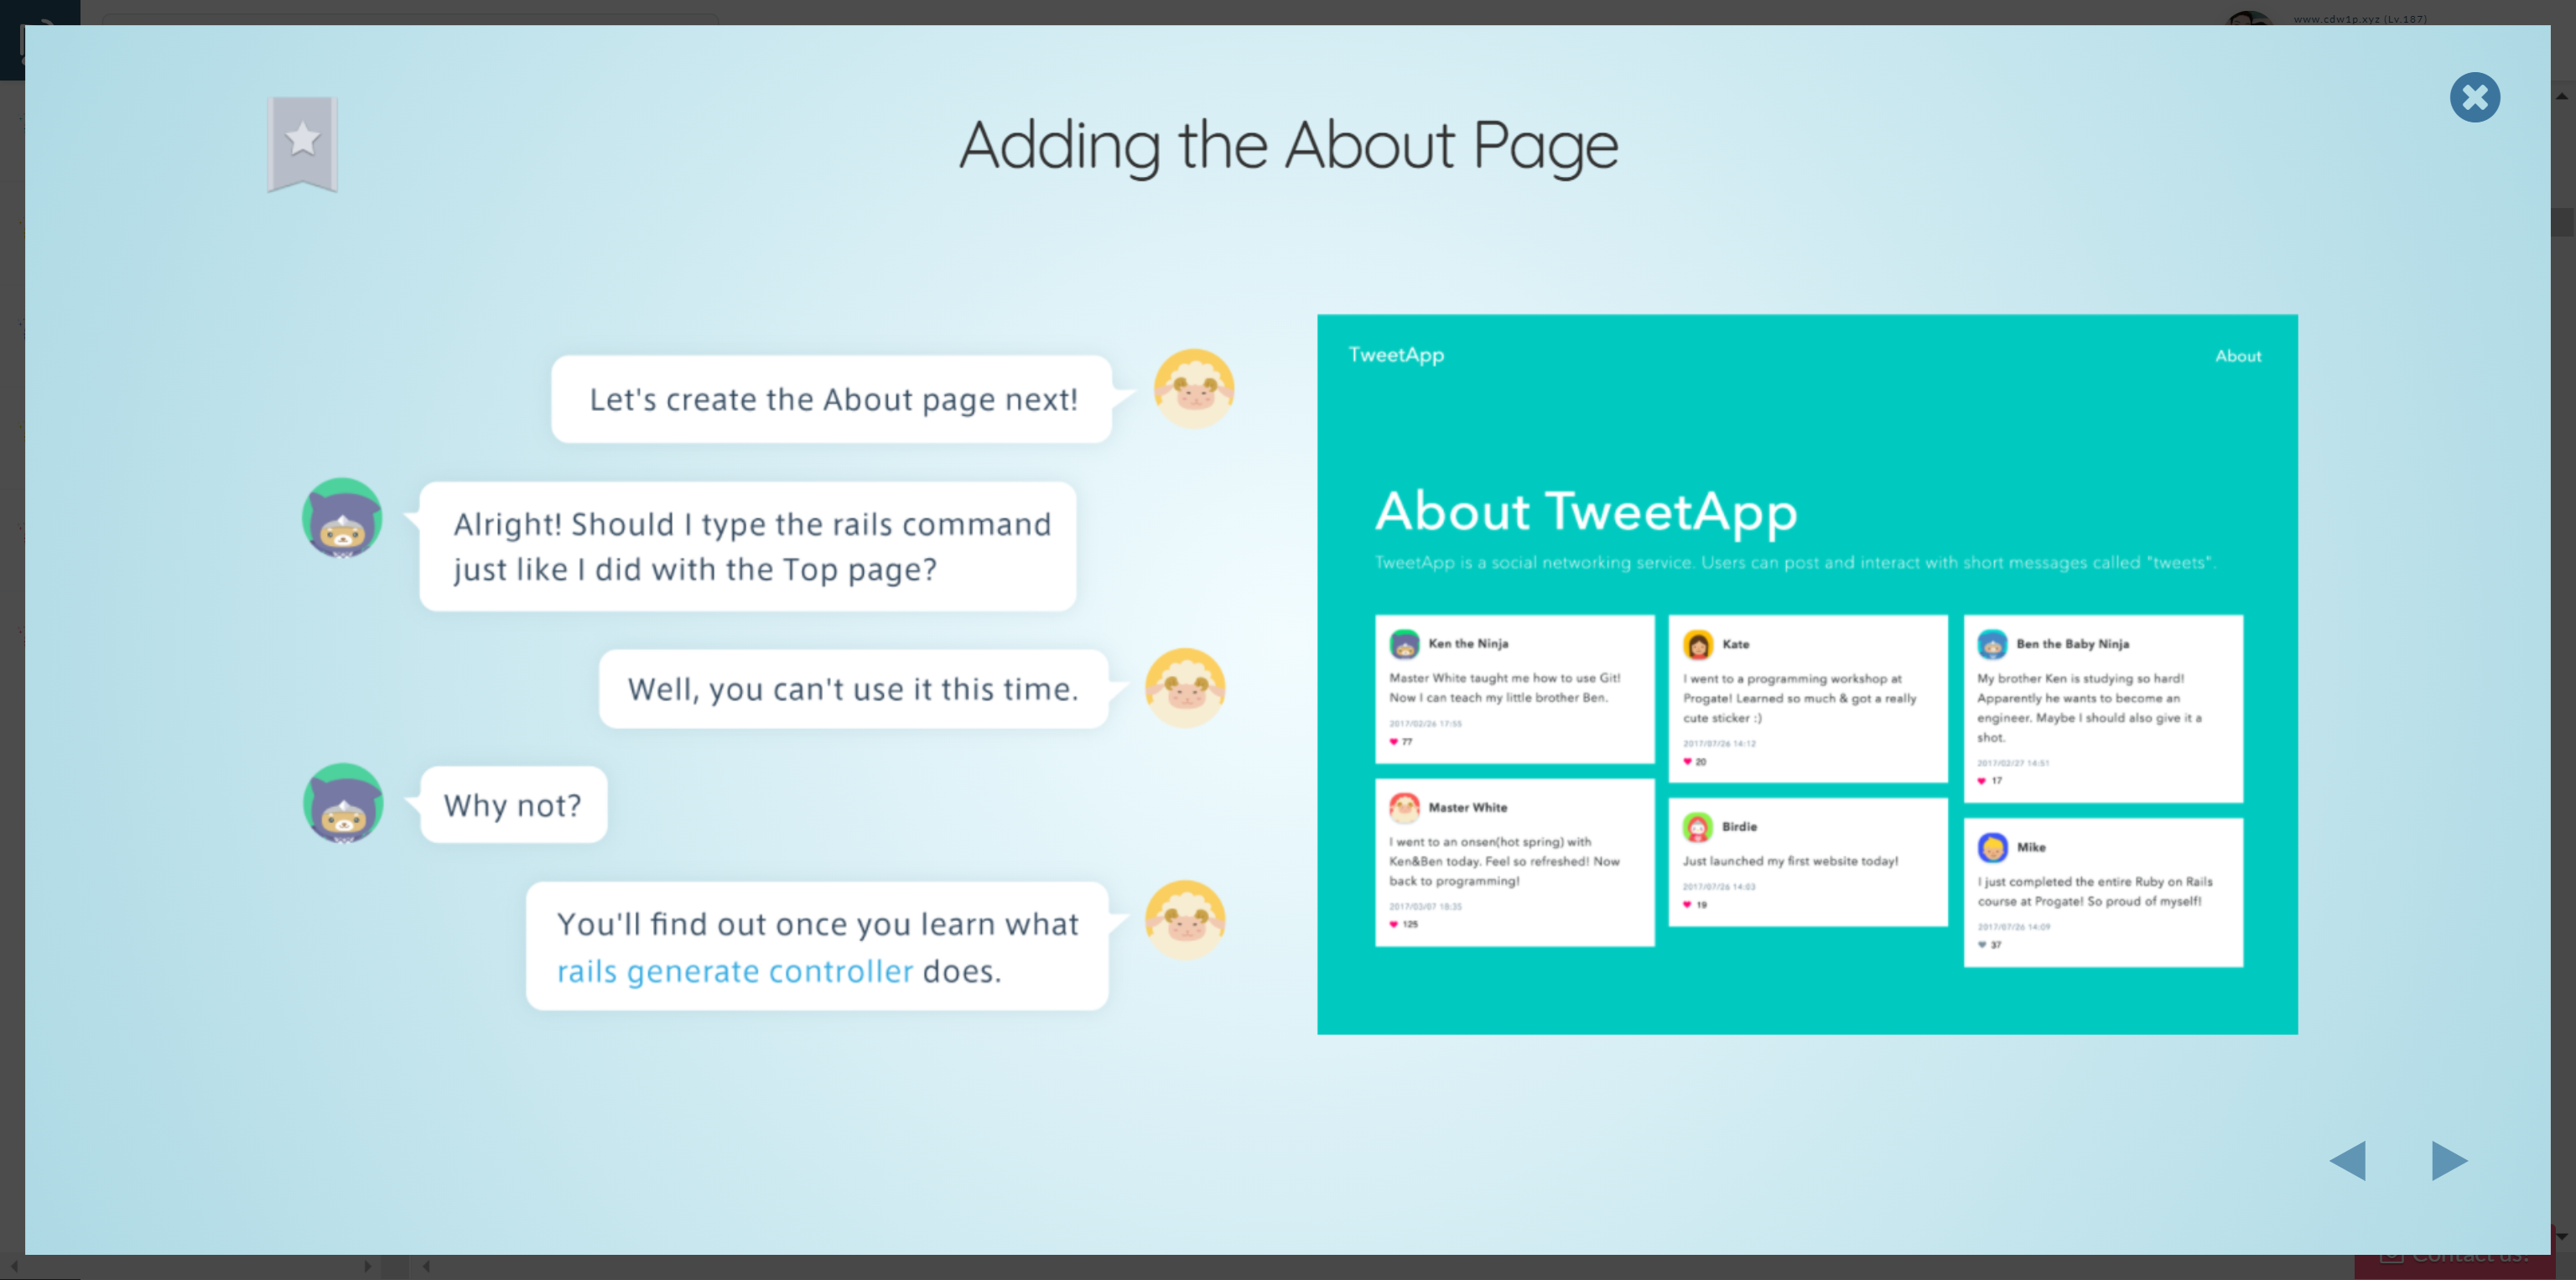 www.cdw1p.xyz (Lv.187)
Adding the About Page
Let's create the About page next!
Alright! Should I type the rails command
just like I did with the Top page?
Well, you can't use it this time.
Why not?
You'll find out once you learn what
rails generate controller does.
TweetApp
About
About TweetApp
TweetApp is a social networking service. Users can post and interact with short messages called "tweets".
Ken the Ninja
Master White taught me how to use Git!
Now I can teach my little brother Ben.
2017/02/26 17:55
77
Master White
I went to an onsen(hot spring) with
Ken&Ben today. Feel so refreshed! Now
back to programming!
2017/03/07 18:35
125
Kate
I went to a programming workshop at
Progate! Learned so much & got a really
cute sticker :)
2017/07/26 14:12
20
Birdie
Just launched my first website today!
2017/07/26 14:03
19
Ben the Baby Ninja
My brother Ken is studying so hard!
Apparently he wants to become an
engineer. Maybe I should also give it a
shot.
2017/02/27 14:51
17
Mike
I just completed the entire Ruby on Rails
course at Progate! So proud of myself!
2017/07/26 14:09
37
Contact us!